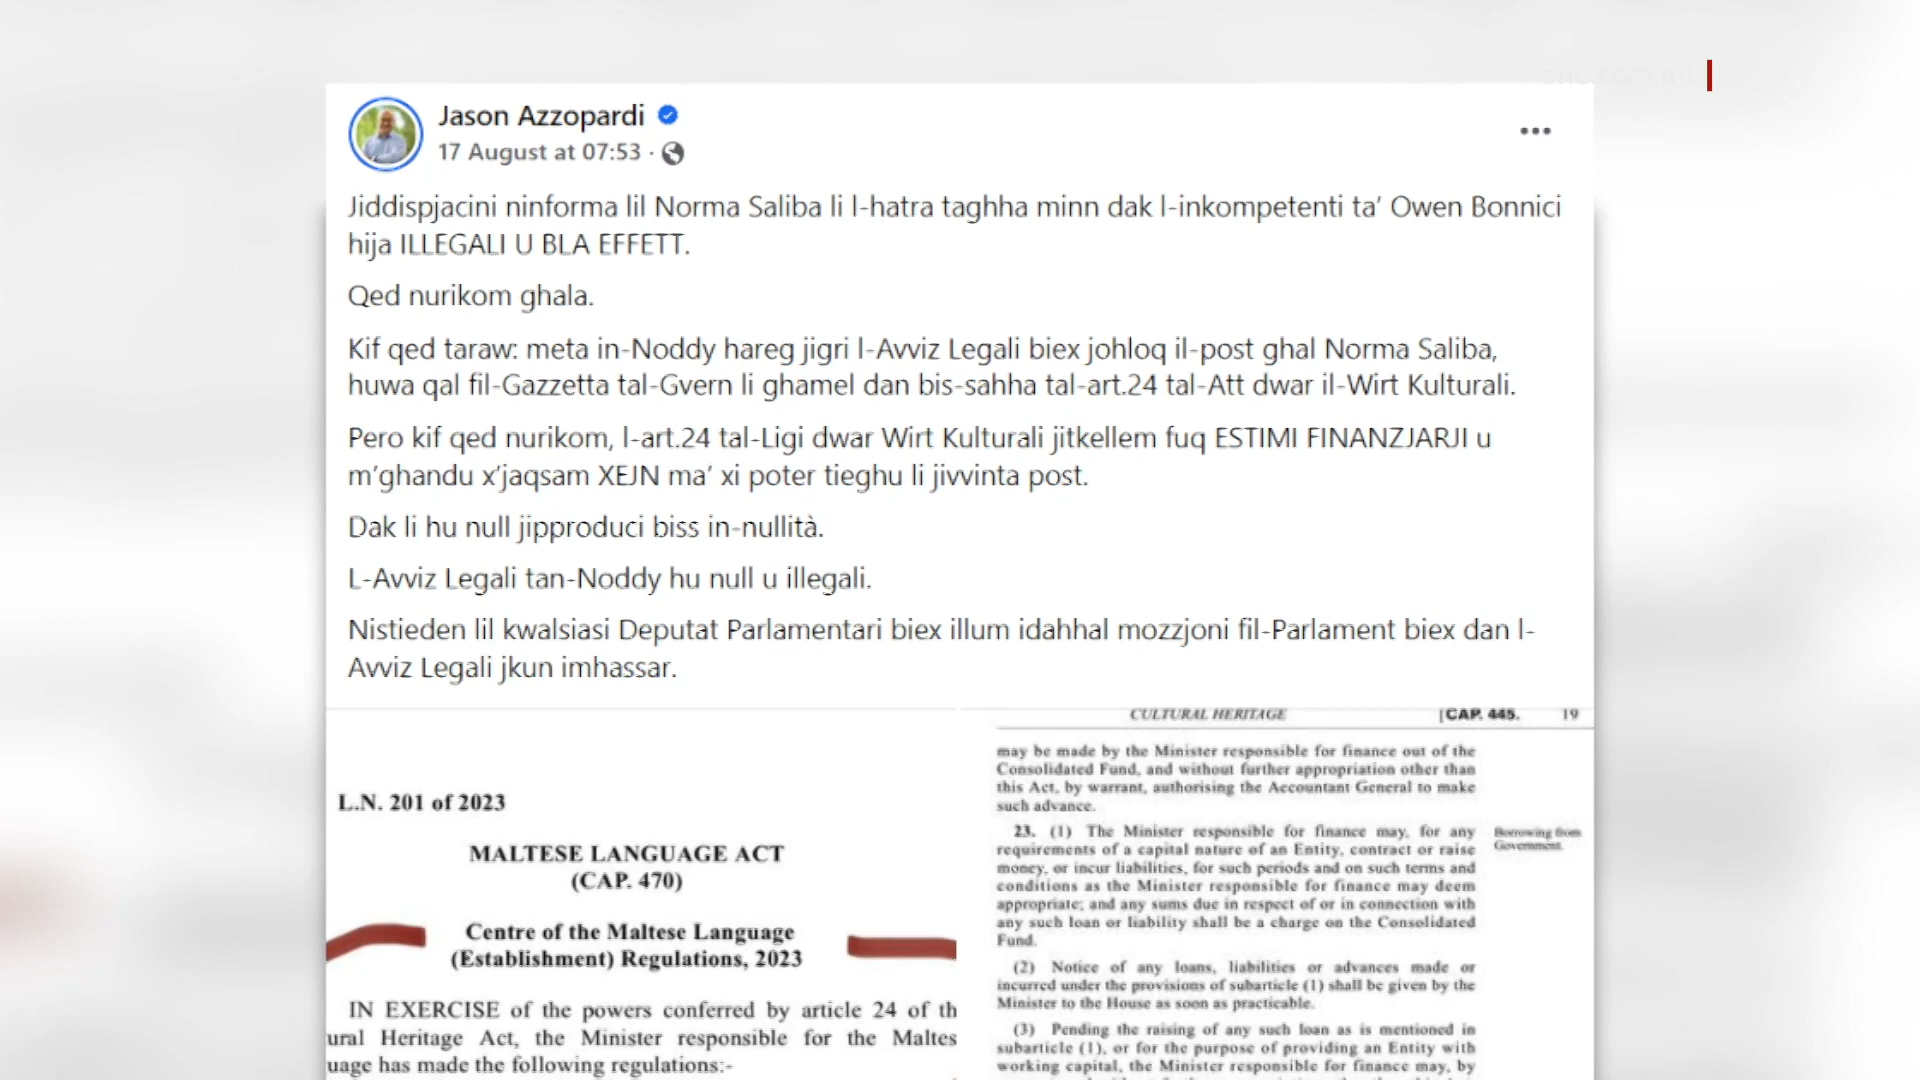 Jason Azzopardi
17 August at 07:53 ·
Jiddispjacini ninforma lil Norma Saliba li l-hatra taghha minn dak l-inkompetenti ta’ Owen Bonnici
hija ILLEGALI U BLA EFFETT.
Qed nurikom ghala.
Kif qed taraw: meta in-Noddy hareg jigri l-Avviz Legali biex johloq il-post ghal Norma Saliba,
huwa qal fil-Gazzetta tal-Gvern li ghamel dan bis-sahha tal-art.24 tal-Att dwar il-Wirt Kulturali.
Pero kif qed nurikom, l-art.24 tal-Ligi dwar Wirt Kulturali jitkellem fuq ESTIMI FINANZJARJI u
m’ghandu x’jaqsam XEJN ma’ xi poter tieghu li jivvinta post.
Dak li hu null jipproduci biss in-nullità.
L-Avviz Legali tan-Noddy hu null u illegali.
Nistieden lil kwalsiasi Deputat Parlamentari biex illum idahhal mozzjoni fil-Parlament biex dan l-
Avviz Legali jkun imhassar.
L.N. 201 of 2023
MALTESE LANGUAGE ACT
(CAP. 470)
Centre of the Maltese Language
(Establishment) Regulations, 2023
IN EXERCISE of the powers conferred by article 24 of th
ural Heritage Act, the Minister responsible for the Maltes
uage has made the following regulations:-
CULTURAL HERITAGE [CAP. 445. 19
may be made by the Minister responsible for finance out of the
Consolidated Fund, and without further appropriation other than
this Act, by warrant, authorising the Accountant General to make
such advance.
23. (1) The Minister responsible for finance may, for any
requirements of a capital nature of an Entity, contract or raise
money, or incur liabilities, for such periods and on such terms and
conditions as the Minister responsible for finance may deem
appropriate; and any sums due in respect of or in connection with
any such loan or liability shall be a charge on the Consolidated
Fund.
Borrowing from
Government.
(2) Notice of any loans, liabilities or advances made or
incurred under the provisions of subarticle (1) shall be given by the
Minister to the House as soon as practicable.
(3) Pending the raising of any such loan as is mentioned in
subarticle (1), or for the purpose of providing an Entity with
working capital, the Minister responsible for finance may, by